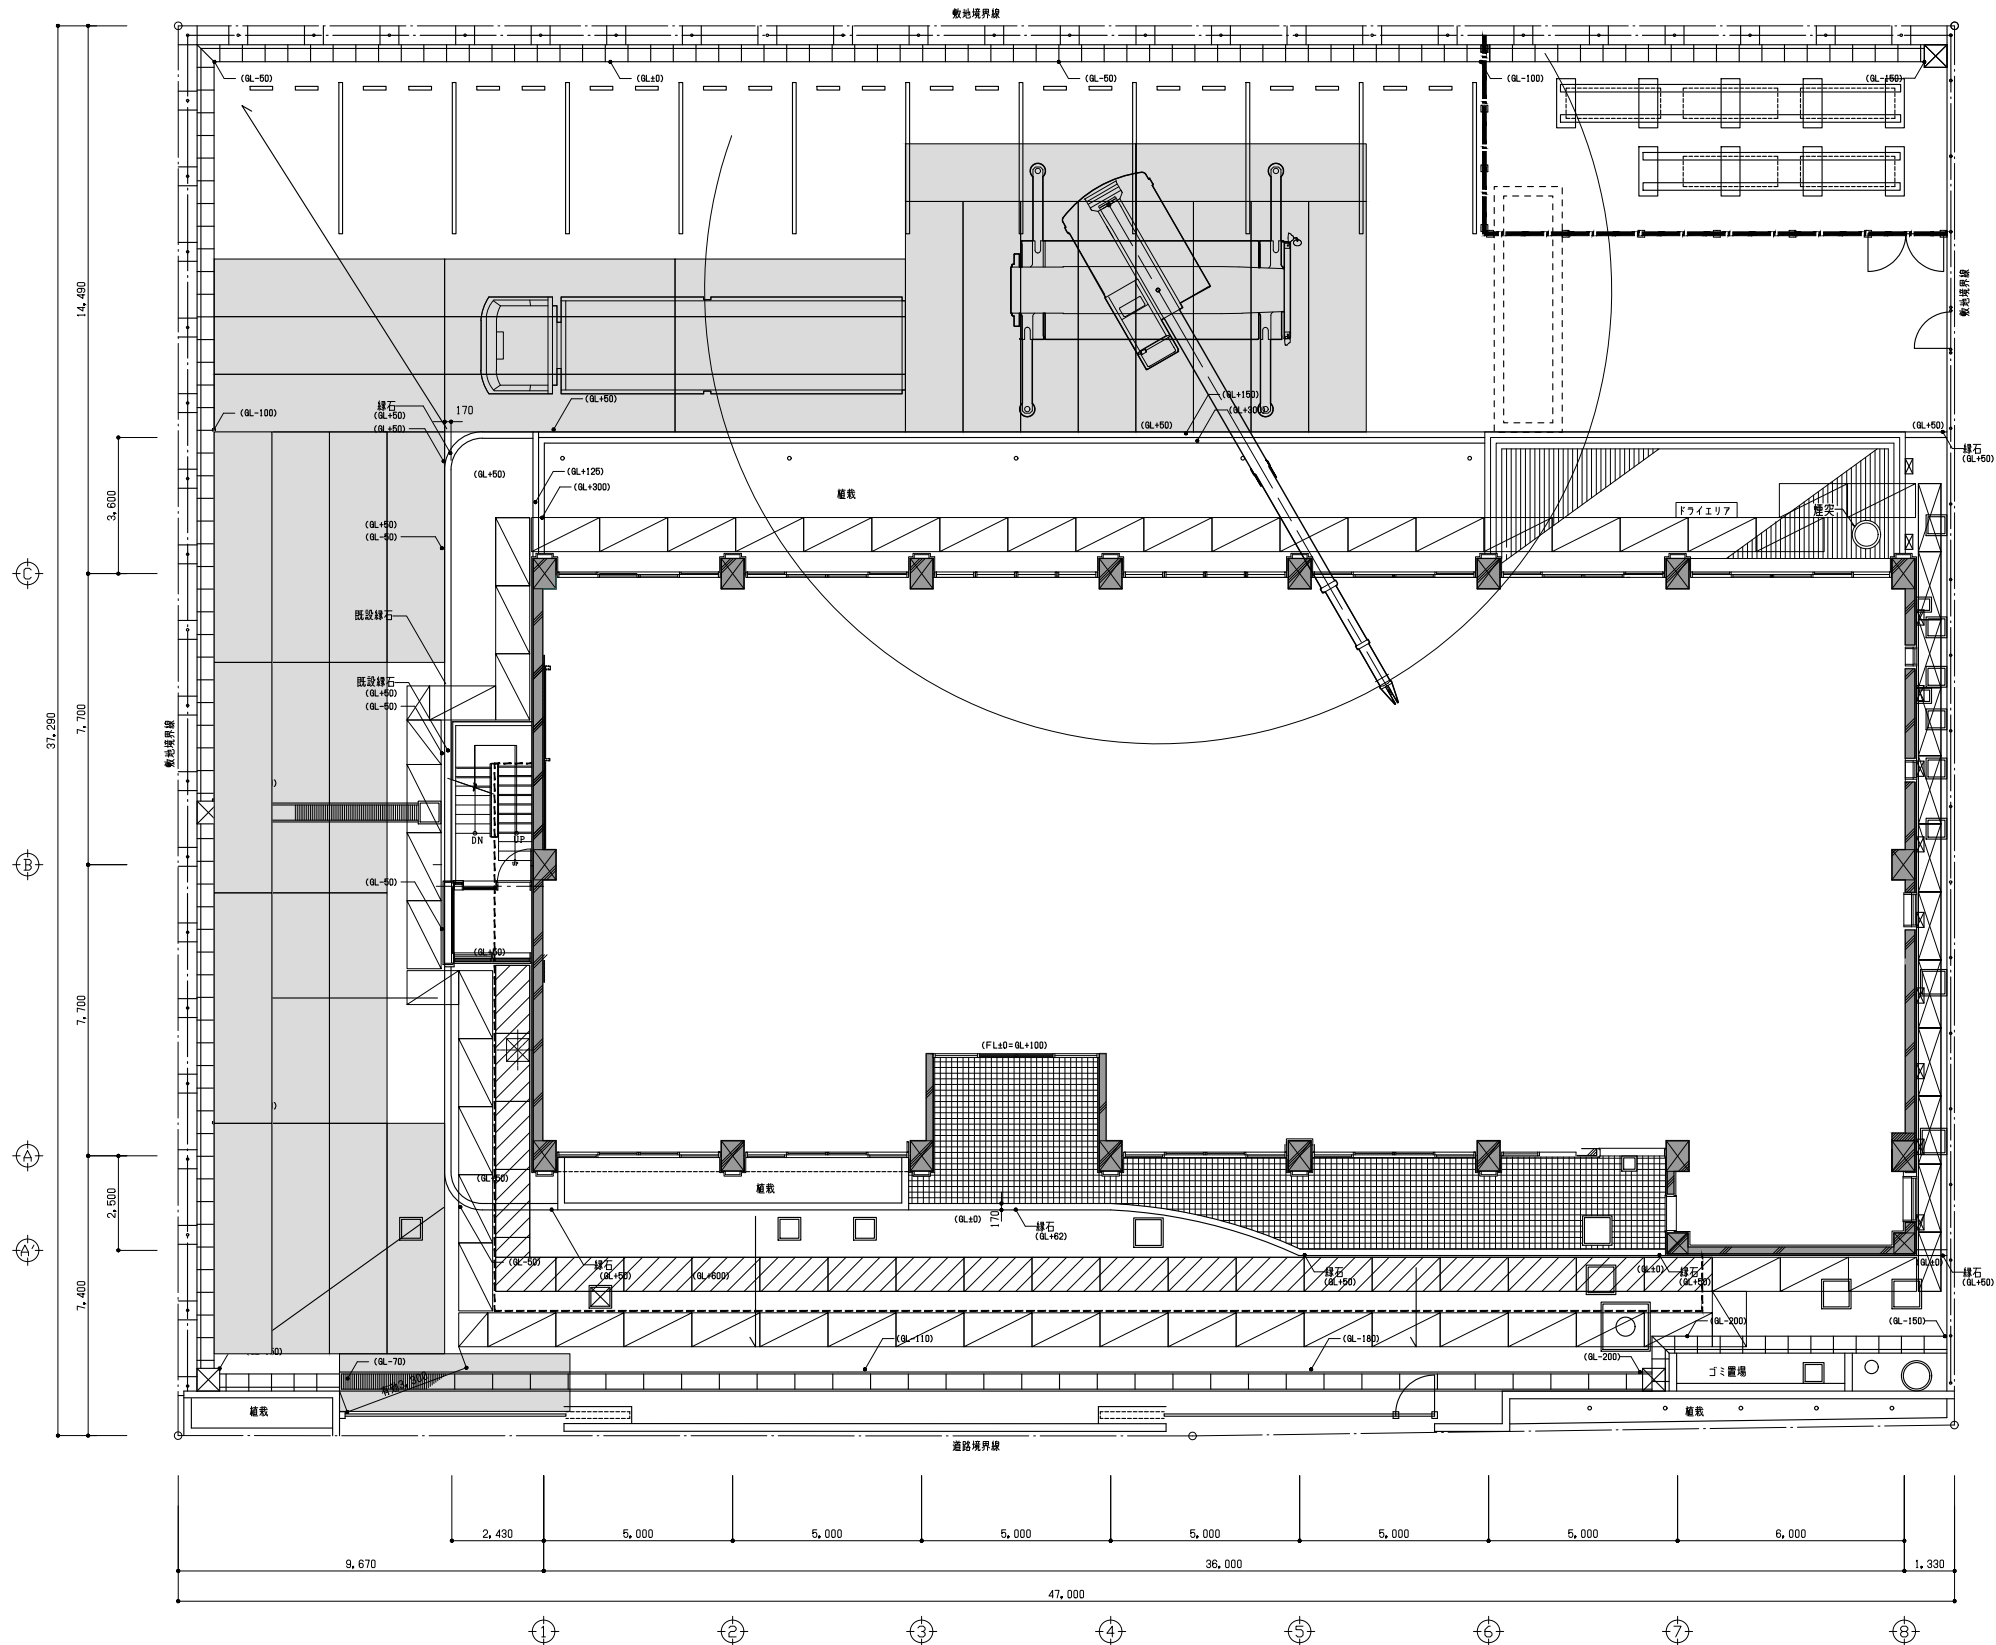 敷地境界線
(GL-50)
(GL±0)
(GL-50)
(GL-100)
(GL-150)
14,490
敷地境界線
縁石
(GL+50)
170
(GL-100)
(GL+50)
(GL+50)
(GL+150)
(GL+300)
(GL+50)
(GL+50)
縁石
(GL+50)
3,600
(GL+50)
(GL+125)
(GL+300)
植栽
ドライエリア
煙突
(GL+50)
(GL-50)
C
既設縁石
既設縁石
(GL+50)
(GL-50)
37,290
7,700
敷地境界線
DN
UP
B
(GL-50)
(GL+50)
7,700
(FL±0=GL+100)
A
2,500
植栽
(GL±0)
170
縁石
(GL+62)
A'
(GL-50)
縁石
(GL+50)
(GL+600)
縁石
(GL+50)
(GL±0)
縁石
(GL+50)
(GL±0)
縁石
(GL+50)
7,400
(GL-200)
(GL-150)
(GL-110)
(GL-180)
(GL-200)
(GL-70)
ゴミ置場
植栽
植栽
道路境界線
2,430
5,000
5,000
5,000
5,000
5,000
5,000
6,000
9,670
36,000
1,330
47,000
1
2
3
4
5
6
7
8